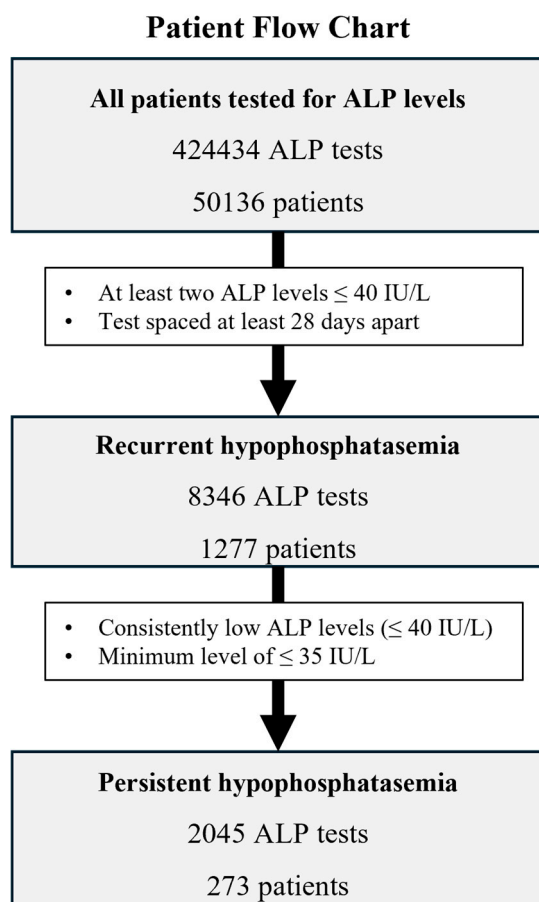 Patient Flow Chart
All patients tested for ALP levels
424434 ALP tests
50136 patients
• At least two ALP levels ≤ 40 IU/L
• Test spaced at least 28 days apart
Recurrent hypophosphatasemia
8346 ALP tests
1277 patients
• Consistently low ALP levels (≤ 40 IU/L)
• Minimum level of ≤ 35 IU/L
Persistent hypophosphatasemia
2045 ALP tests
273 patients